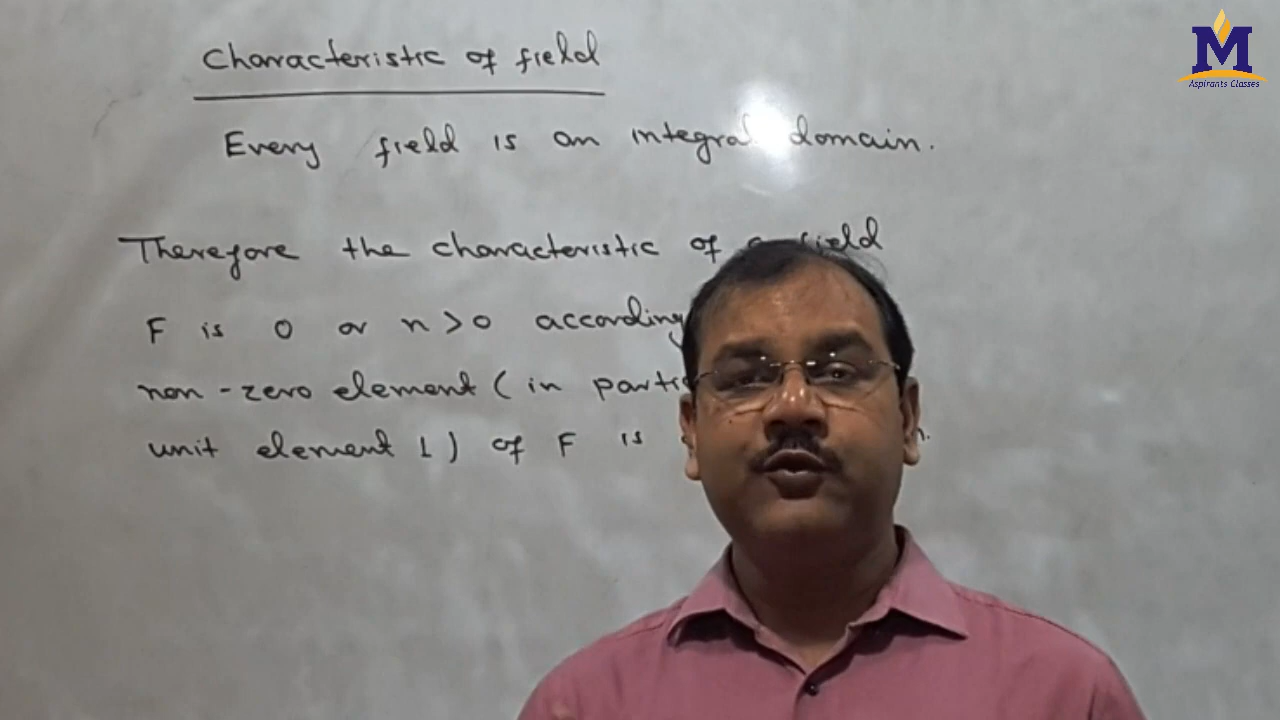 Characteristic of field
Every field is an integral domain.
Therefore the characteristic of a field
F is 0 or n>0 according
non-zero element (in
unit element 1) of F is
M
Aspirants Classes